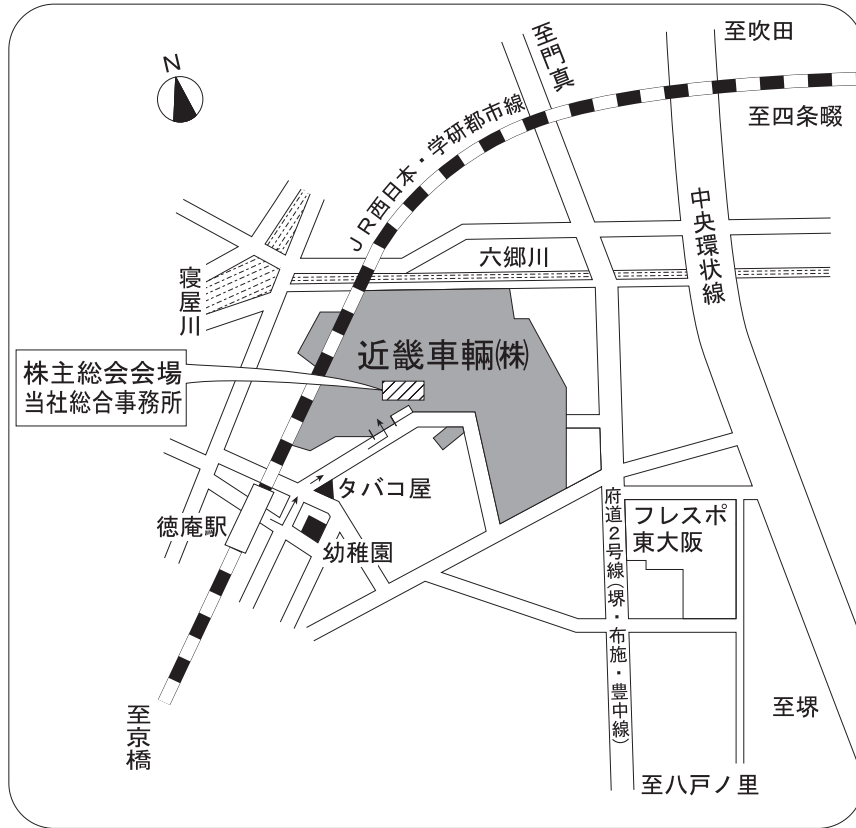 N
至門真
至吹田
至四条畷
JR西日本・学研都市線
中央環状線
六郷川
寝屋川
近畿車輛㈱
株主総会会場
当社総合事務所
タバコ屋
徳庵駅
幼稚園
フレスポ
東大阪
府道2号線(堺・布施・豊中線)
至京橋
至堺
至八戸ノ里